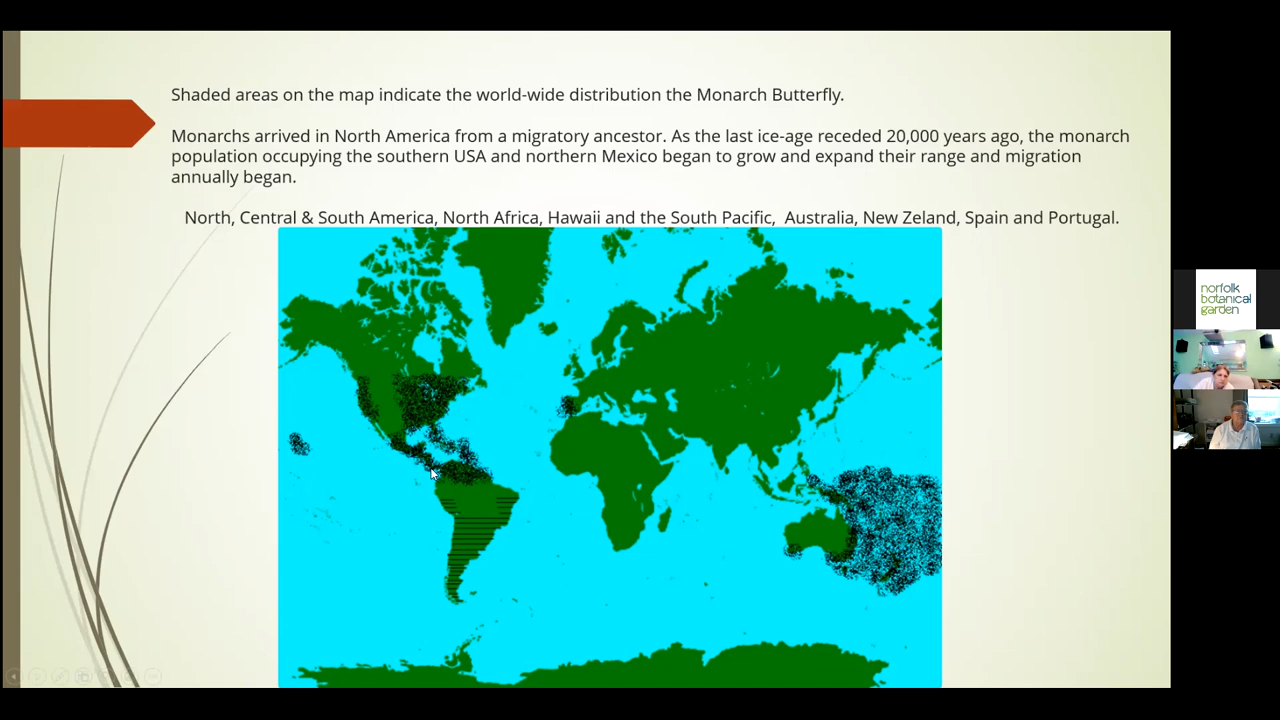 Shaded areas on the map indicate the world-wide distribution the Monarch Butterfly.
Monarchs arrived in North America from a migratory ancestor. As the last ice-age receded 20,000 years ago, the monarch
population occupying the southern USA and northern Mexico began to grow and expand their range and migration
annually began.
North, Central & South America, North Africa, Hawaii and the South Pacific, Australia, New Zeland, Spain and Portugal.
norfolk
botanical
garden